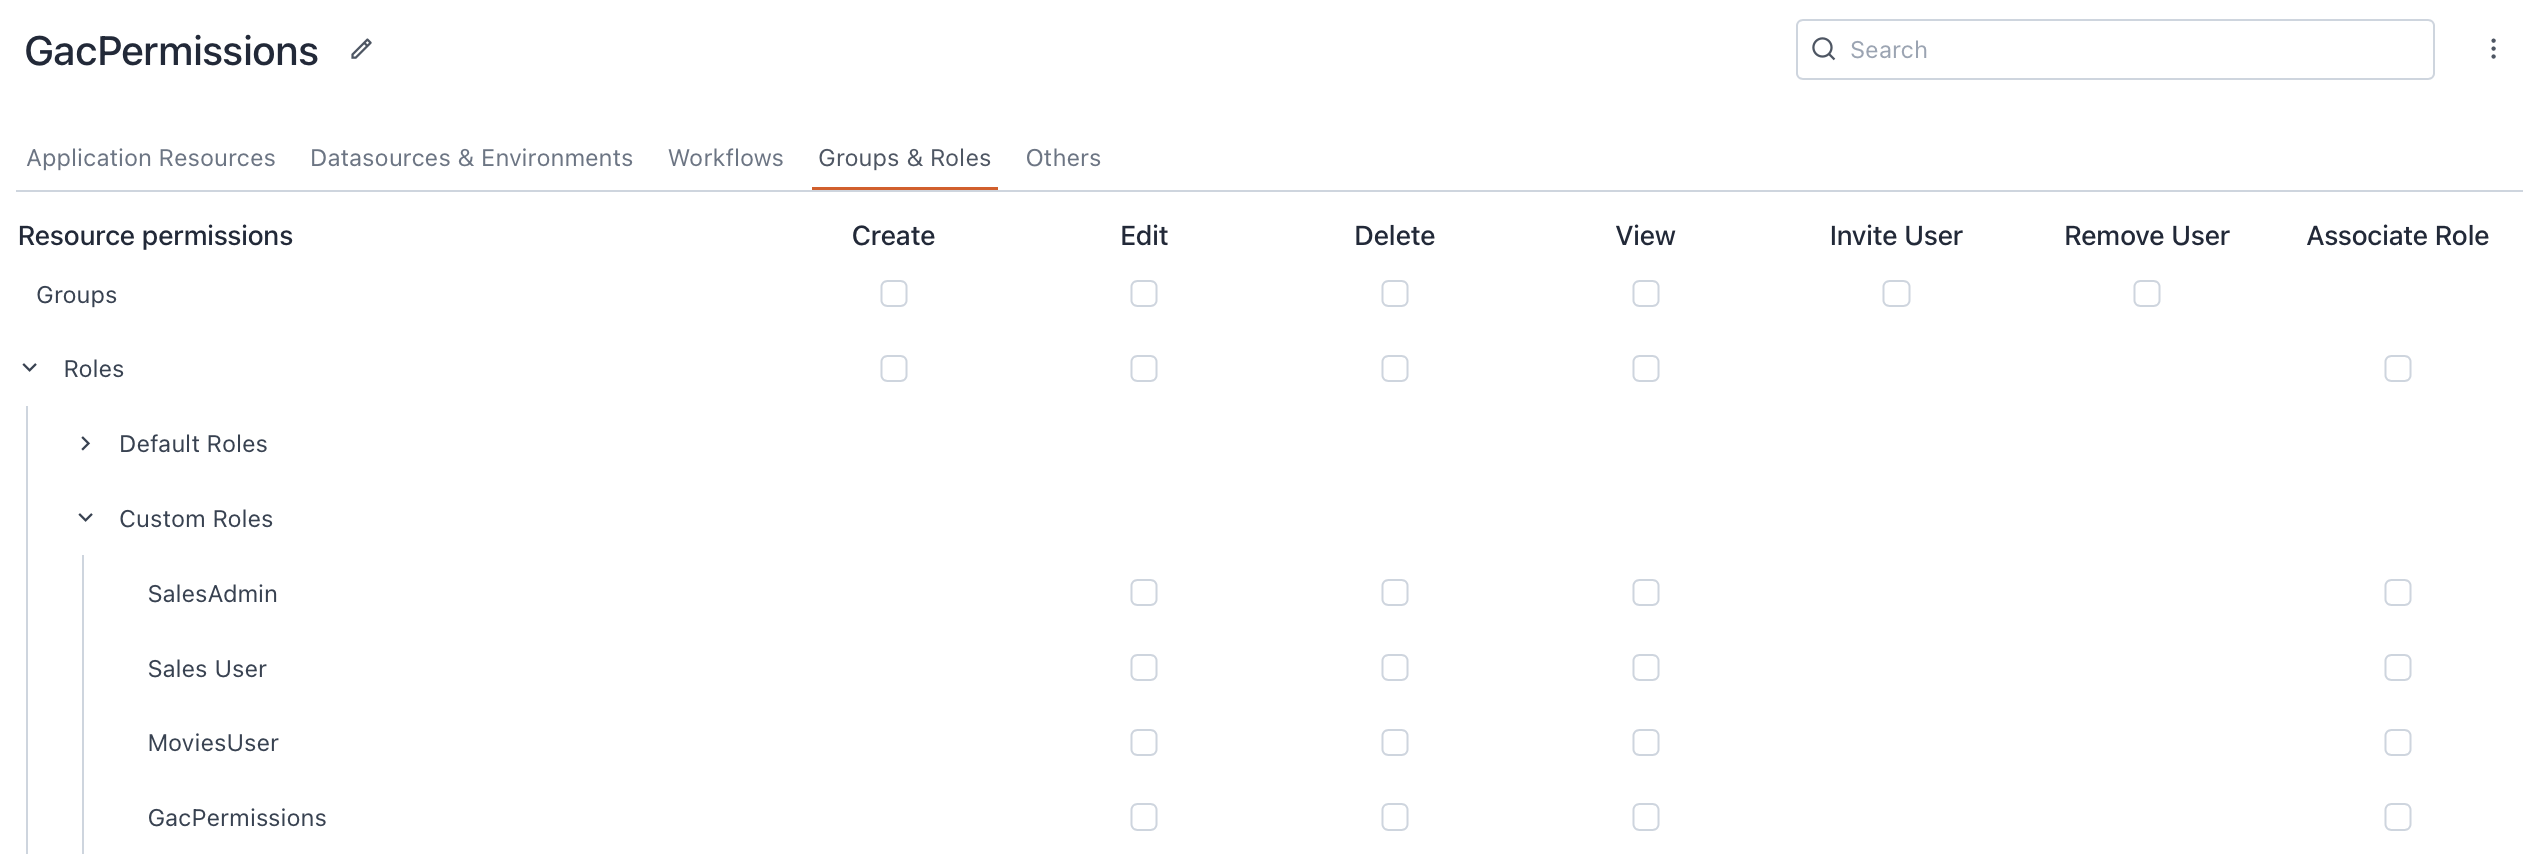 GacPermissions
Search
Application Resources Datasources & Environments Workflows Groups & Roles Others
Resource permissions Create Edit Delete View Invite User Remove User Associate Role
Groups
Roles
Default Roles
Custom Roles
SalesAdmin
Sales User
MoviesUser
GacPermissions